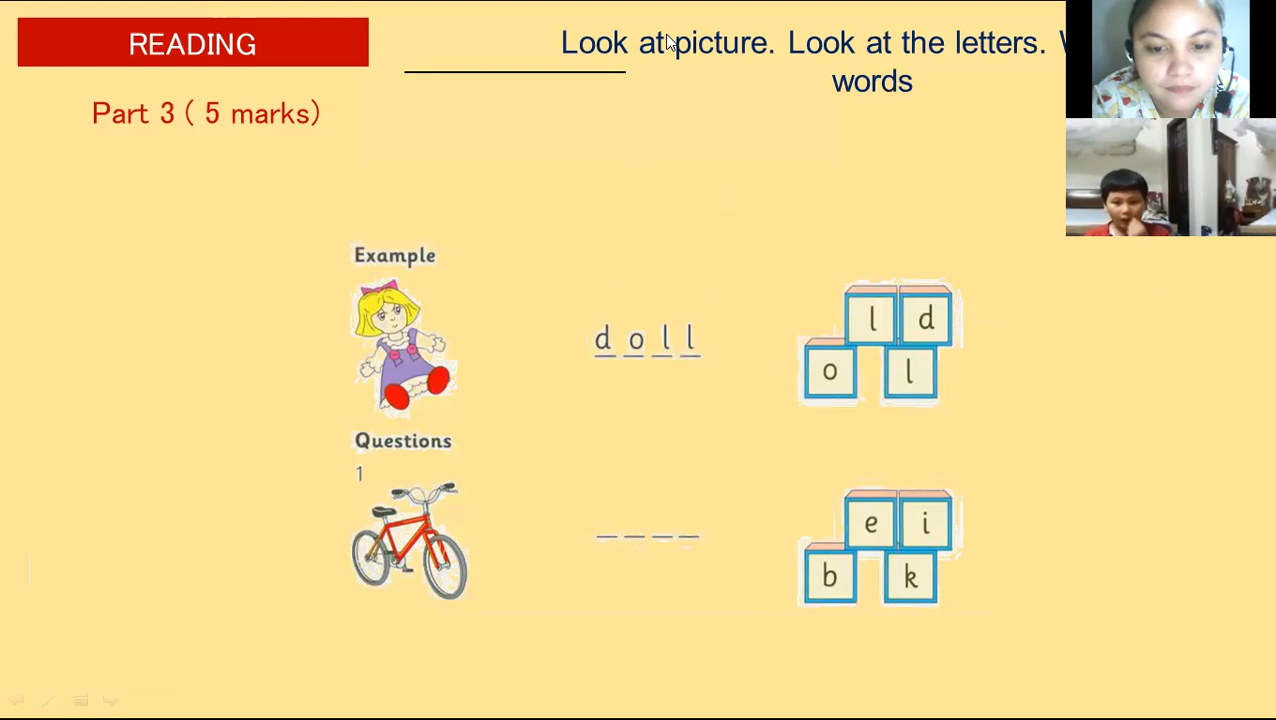 READING
Look at picture. Look at the letters.
words
Part 3 ( 5 marks)
Example
d o l l
l d
o l
Questions
1
e i
b k